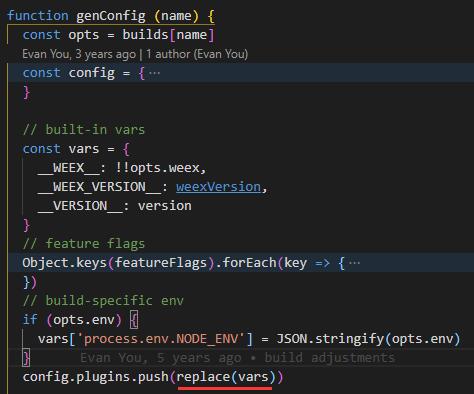 function genConfig (name) {
const opts = builds[name]
Evan You, 3 years ago | 1 author (Evan You)
const config = { ···
}
// built-in vars
const vars = {
__WEEX__: !!opts.weex,
__WEEX_VERSION__: weexVersion,
__VERSION__: version
}
// feature flags
Object.keys(featureFlags).forEach(key => { ···
})
// build-specific env
if (opts.env) {
vars['process.env.NODE_ENV'] = JSON.stringify(opts.env)
} Evan You, 5 years ago • build adjustments
config.plugins.push(replace(vars))